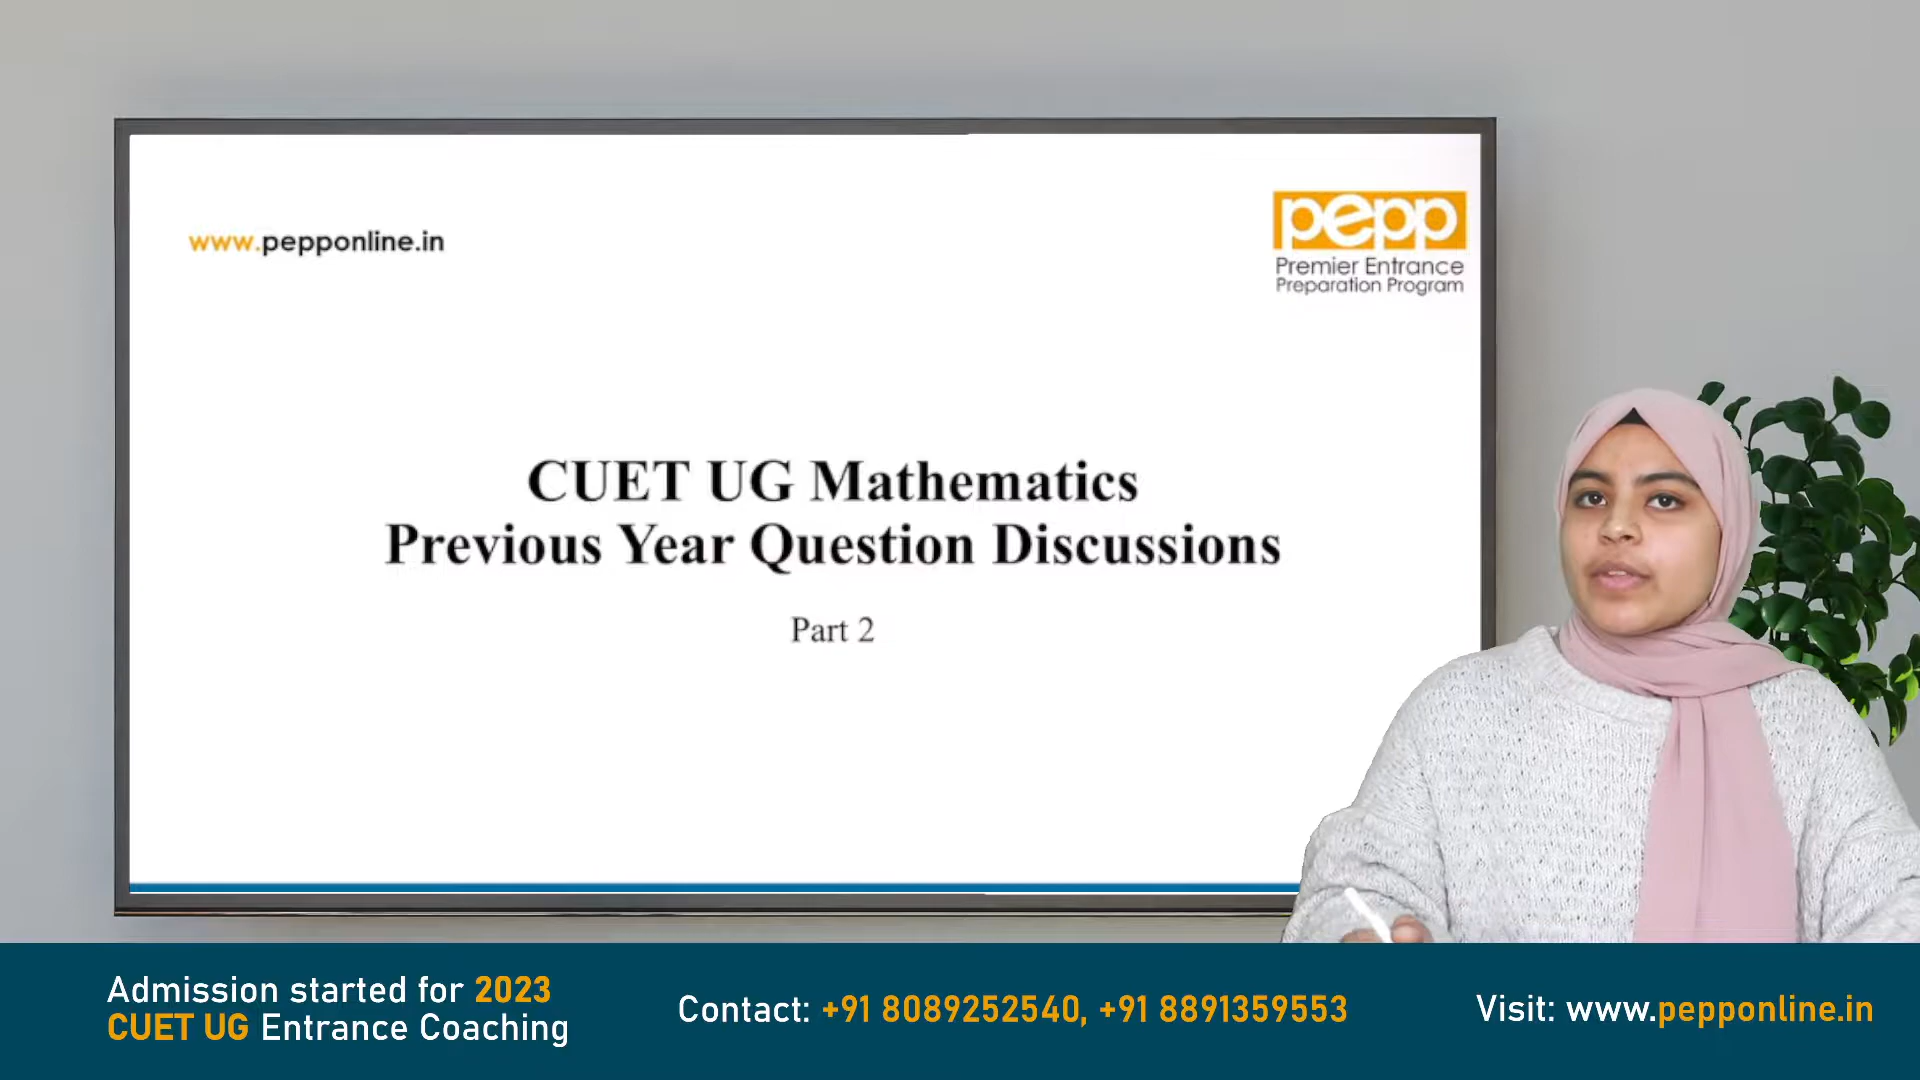 www.pepponline.in
pepp
Premier Entrance
Preparation Program
CUET UG Mathematics
Previous Year Question Discussions
Part 2
Admission started for 2023
CUET UG Entrance Coaching
Contact: +91 8089252540, +91 8891359553
Visit: www.pepponline.in